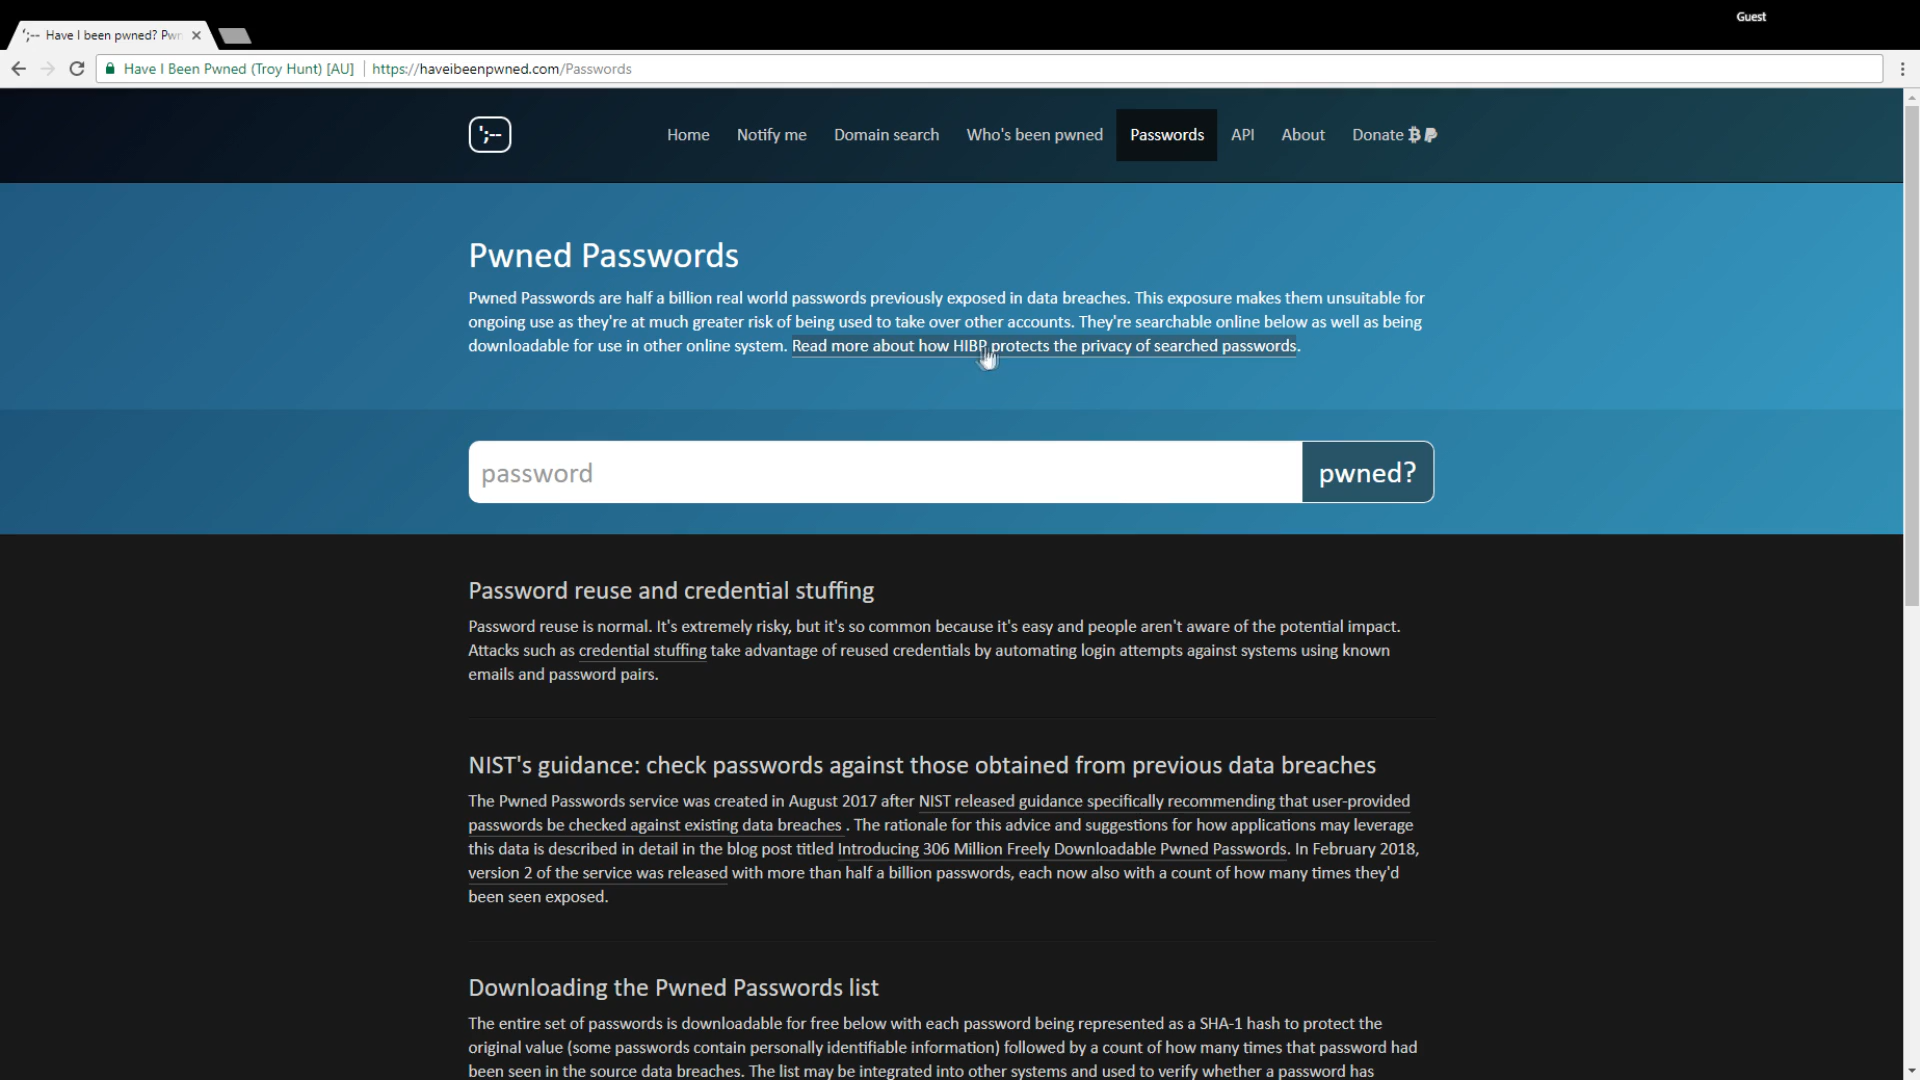 Guest
';-- Have I been pwned? Pwn
Have I Been Pwned (Troy Hunt) [AU] https://haveibeenpwned.com/Passwords
';--
Home Notify me Domain search Who's been pwned Passwords API About Donate
Pwned Passwords
Pwned Passwords are half a billion real world passwords previously exposed in data breaches. This exposure makes them unsuitable for
ongoing use as they're at much greater risk of being used to take over other accounts. They're searchable online below as well as being
downloadable for use in other online system. Read more about how HIBP protects the privacy of searched passwords.
password pwned?
Password reuse and credential stuffing
Password reuse is normal. It's extremely risky, but it's so common because it's easy and people aren't aware of the potential impact.
Attacks such as credential stuffing take advantage of reused credentials by automating login attempts against systems using known
emails and password pairs.
NIST's guidance: check passwords against those obtained from previous data breaches
The Pwned Passwords service was created in August 2017 after NIST released guidance specifically recommending that user-provided
passwords be checked against existing data breaches . The rationale for this advice and suggestions for how applications may leverage
this data is described in detail in the blog post titled Introducing 306 Million Freely Downloadable Pwned Passwords. In February 2018,
version 2 of the service was released with more than half a billion passwords, each now also with a count of how many times they'd
been seen exposed.
Downloading the Pwned Passwords list
The entire set of passwords is downloadable for free below with each password being represented as a SHA-1 hash to protect the
original value (some passwords contain personally identifiable information) followed by a count of how many times that password had
been seen in the source data breaches. The list may be integrated into other systems and used to verify whether a password has